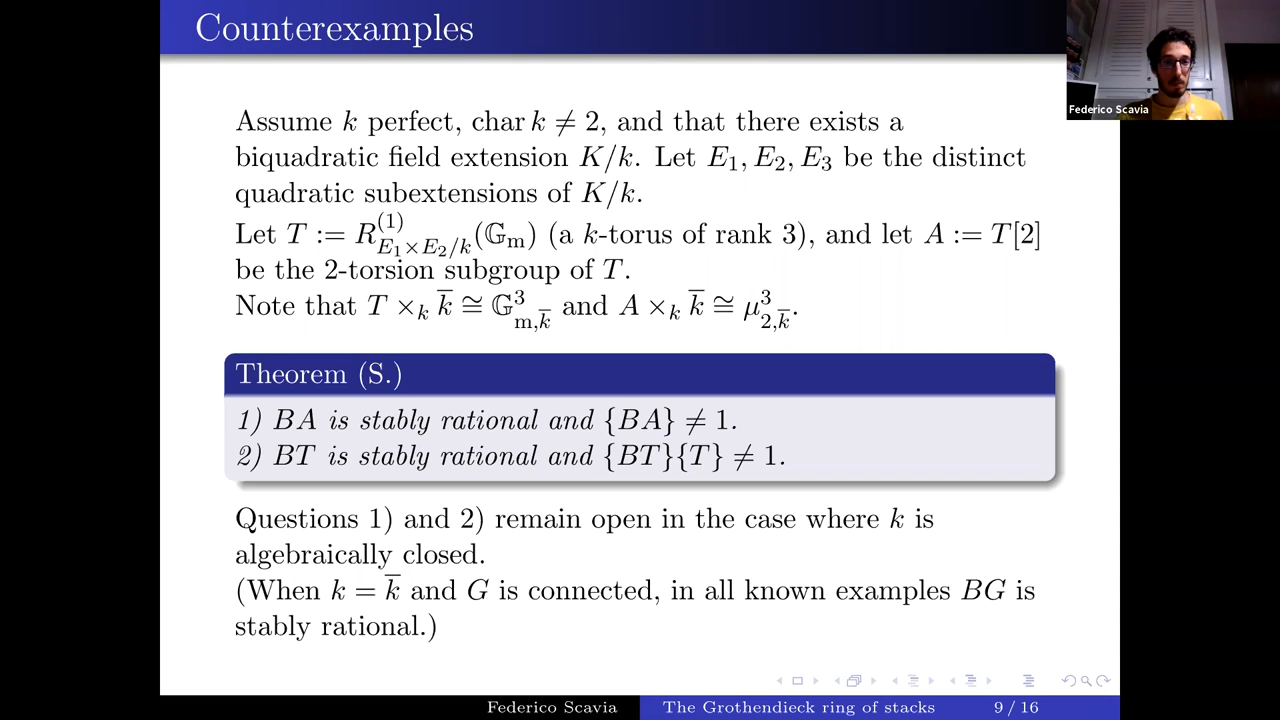 Counterexamples
Federico Scavia
Assume k perfect, char k ≠ 2, and that there exists a
biquadratic field extension K/k. Let E₁, E₂, E₃ be the distinct
quadratic subextensions of K/k.
Let T := R^{(1)}_{E₁×E₂/k}(𝔾_m) (a k-torus of rank 3), and let A := T[2]
be the 2-torsion subgroup of T.
Note that T ×_k k̄ ≅ 𝔾³_{m,k̄} and A ×_k k̄ ≅ μ³_{2,k̄}.
Theorem (S.)
1) BA is stably rational and {BA} ≠ 1.
2) BT is stably rational and {BT}{T} ≠ 1.
Questions 1) and 2) remain open in the case where k is
algebraically closed.
(When k = k̄ and G is connected, in all known examples BG is
stably rational.)
Federico Scavia The Grothendieck ring of stacks 9 / 16